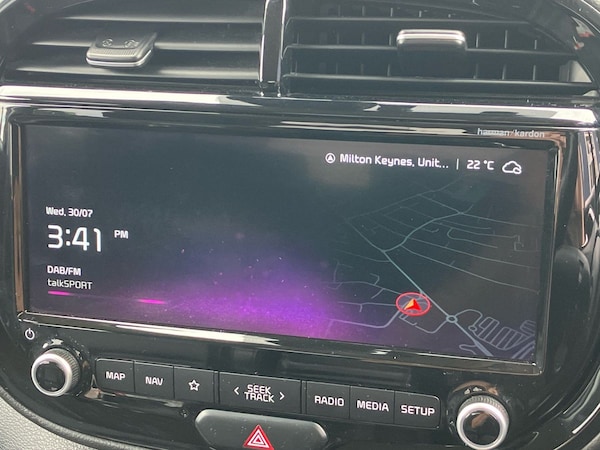 harman/kardon
Milton Keynes, Unit... | 22 °C
Wed, 30/07
3:41 PM
DAB/FM
talkSPORT
MAP NAV SEEK TRACK RADIO MEDIA SETUP